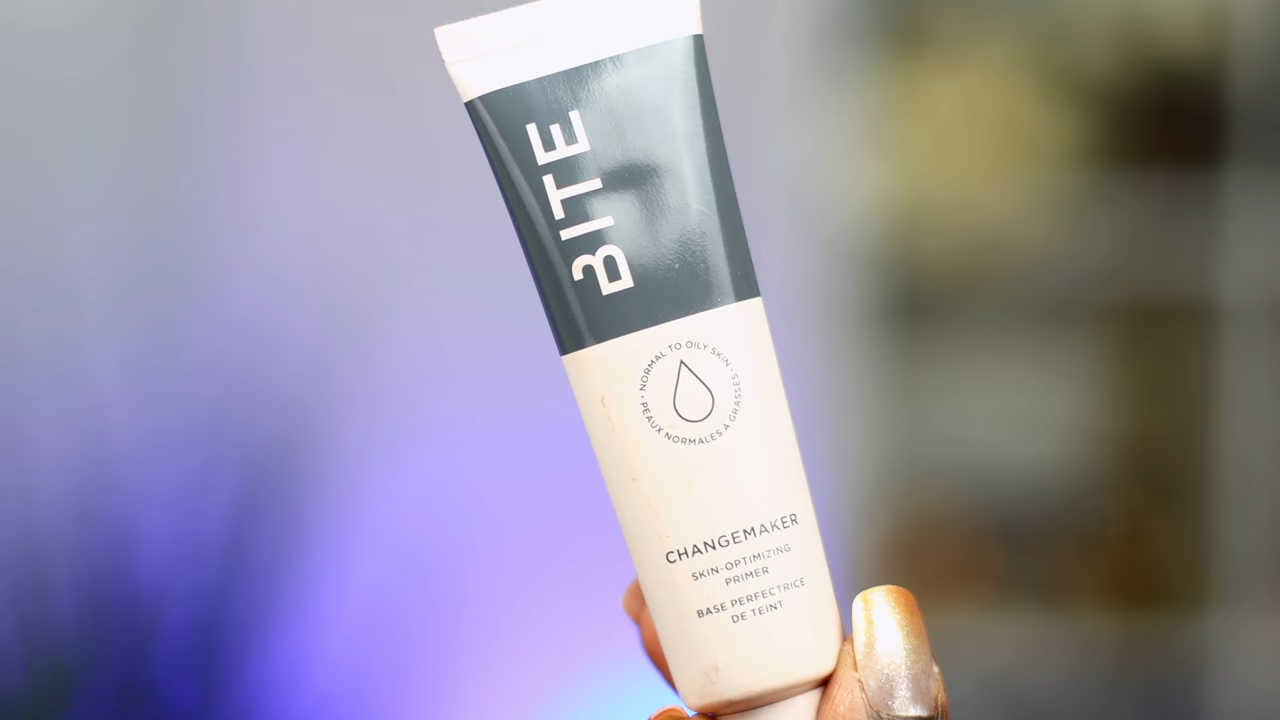 BITE
NORMAL TO OILY SKIN •
PEAUX NORMALES À GRASSES •
CHANGEMAKER
SKIN-OPTIMIZING
PRIMER
BASE PERFECTRICE
DE TEINT